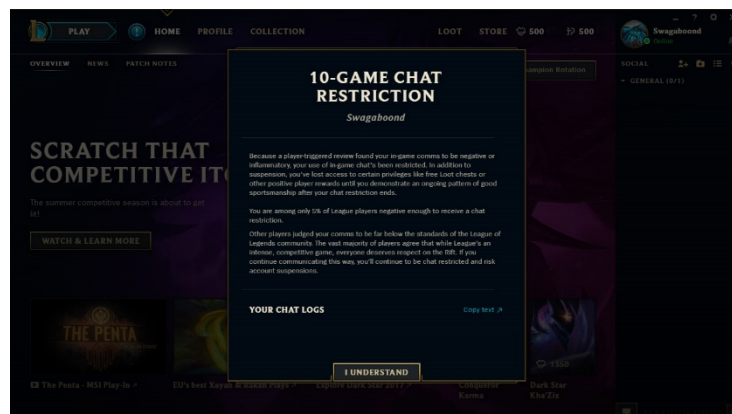 PLAY
HOME
PROFILE
COLLECTION
LOOT
STORE
500
500
Swagaboond
Online
OVERVIEW
NEWS
PATCH NOTES
Champion Rotation
SOCIAL
GENERAL (0/1)
SCRATCH THAT
COMPETITIVE IT
The summer competitive season is about to get
lit!
WATCH & LEARN MORE
10-GAME CHAT
RESTRICTION
Swagaboond
Because a player-triggered review found your in-game comms to be negative or
inflammatory, your use of in-game chat's been restricted. In addition to
suspension, you've lost access to certain privileges like free Loot chests or
other positive player rewards until you demonstrate an ongoing pattern of good
sportsmanship after your chat restriction ends.
You are among only 5% of League players negative enough to receive a chat
restriction.
Other players judged your comms to be far below the standards of the League of
Legends community. The vast majority of players agree that while League's an
intense, competitive game, everyone deserves respect on the Rift. If you
continue communicating this way, you'll continue to be chat restricted and risk
account suspensions.
YOUR CHAT LOGS
Copy text
I UNDERSTAND
THE PENTA
The Penta - MSI Play-In
EU's best Xayah & Rakan Plays
Explore Dark Star 2017
Conqueror
Karma
1350
Dark Star
Kha'Zix